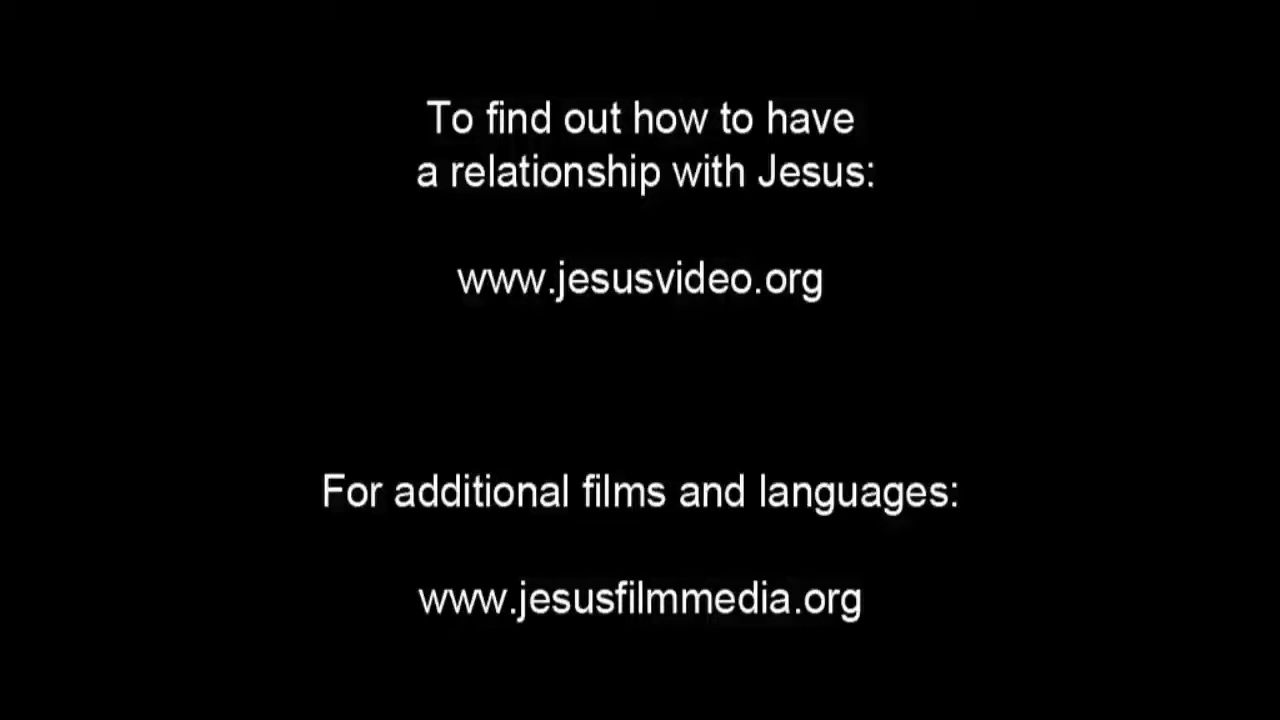 To find out how to have
a relationship with Jesus:
www.jesusvideo.org
For additional films and languages:
www.jesusfilmmedia.org